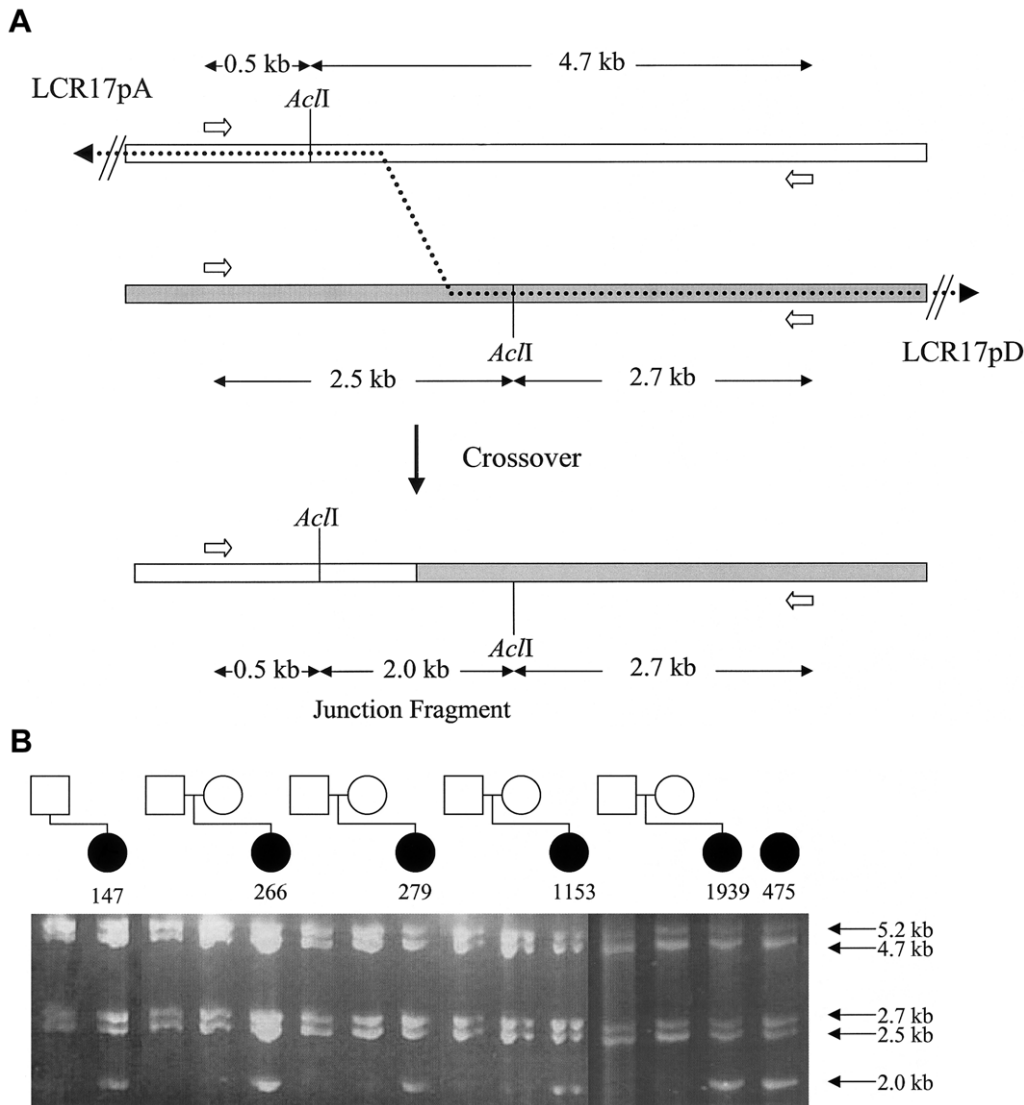 A
0.5 kb 4.7 kb
LCR17pA
AclI
AclI
LCR17pD
2.5 kb 2.7 kb
Crossover
AclI
AclI
0.5 kb 2.0 kb 2.7 kb
Junction Fragment
B
147 266 279 1153 1939 475
5.2 kb
4.7 kb
2.7 kb
2.5 kb
2.0 kb